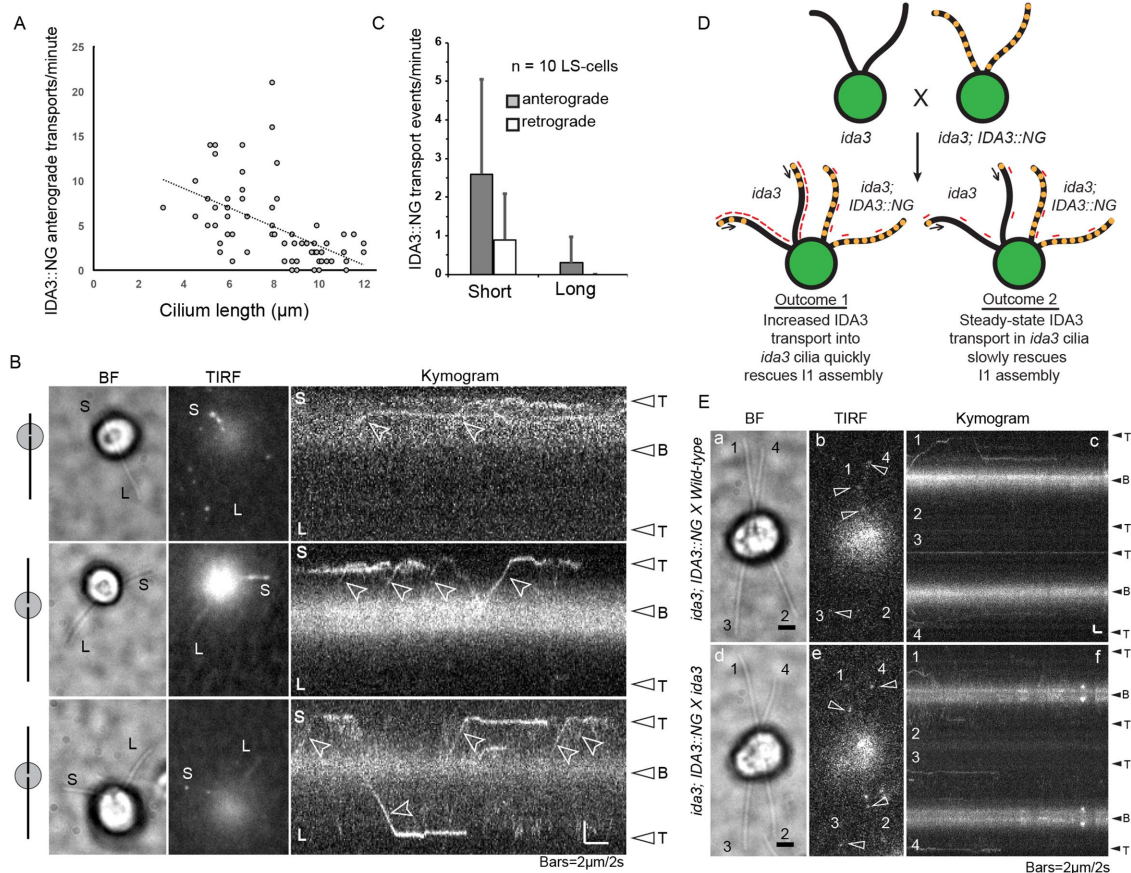 A
IDA3::NG anterograde transports/minute
25
20
15
10
5
0
0
2
4
6
8
10
12
Cilium length (µm)
C
IDA3::NG transport events/minute
6
5
4
3
2
1
0
n = 10 LS-cells
anterograde
retrograde
Short
Long
D
X
ida3
ida3; IDA3::NG
ida3
ida3;
IDA3::NG
ida3
ida3;
IDA3::NG
Outcome 1
Increased IDA3
transport into
ida3 cilia quickly
rescues I1 assembly
Outcome 2
Steady-state IDA3
transport in ida3 cilia
slowly rescues
I1 assembly
B
BF
TIRF
Kymogram
S
L
S
L
S
L
T
B
T
S
L
S
S
L
T
B
T
L
S
L
S
S
L
T
B
T
Bars=2µm/2s
E
BF
TIRF
Kymogram
ida3; IDA3::NG X Wild-type
a
1
4
3
2
b
1
4
3
2
c
1
2
3
4
T
B
T
T
B
T
ida3; IDA3::NG X ida3
d
1
4
3
2
e
1
4
3
2
f
1
2
3
4
T
B
T
B
T
Bars=2µm/2s